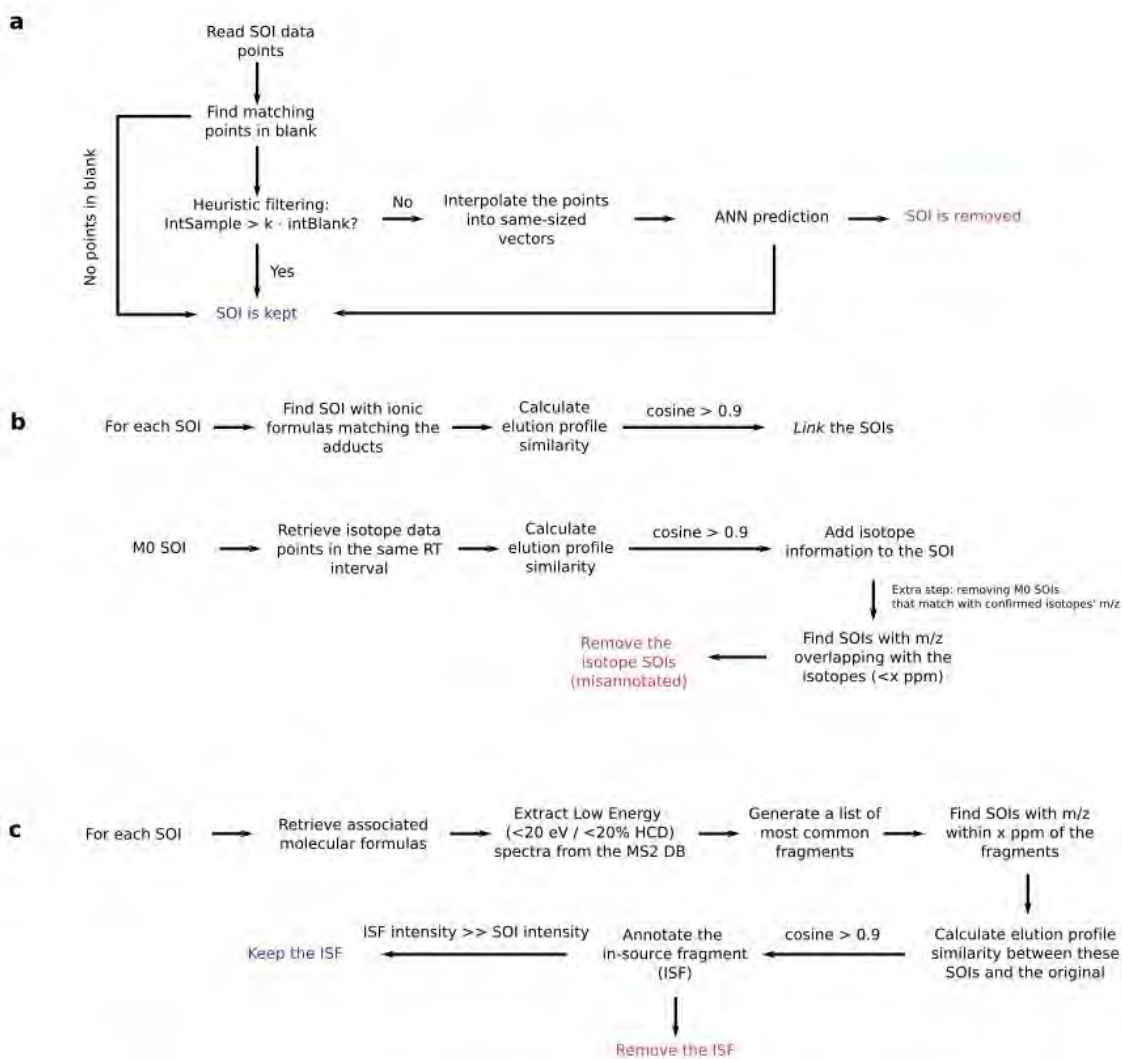 a
Read SOI data
points
Find matching
points in blank
No points in blank
Heuristic filtering:
IntSample > k · intBlank?
No
Interpolate the points
into same-sized
vectors
ANN prediction
SOI is removed
Yes
SOI is kept
b
For each SOI
Find SOI with ionic
formulas matching the
adducts
Calculate
elution profile
similarity
cosine > 0.9
Link the SOIs
M0 SOI
Retrieve isotope data
points in the same RT
interval
Calculate
elution profile
similarity
cosine > 0.9
Add isotope
information to the SOI
Extra step: removing M0 SOIs
that match with confirmed isotopes' m/z
Find SOIs with m/z
overlapping with the
isotopes (<x ppm)
Remove the
isotope SOIs
(misannotated)
c
For each SOI
Retrieve associated
molecular formulas
Extract Low Energy
(<20 eV / <20% HCD)
spectra from the MS2 DB
Generate a list of
most common
fragments
Find SOIs with m/z
within x ppm of the
fragments
Calculate elution profile
similarity between these
SOIs and the original
cosine > 0.9
Annotate the
in-source fragment
(ISF)
ISF intensity >> SOI intensity
Keep the ISF
Remove the ISF